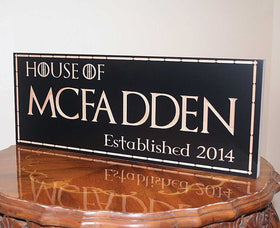 HOUSE OF
MCFADDEN
Established 2014